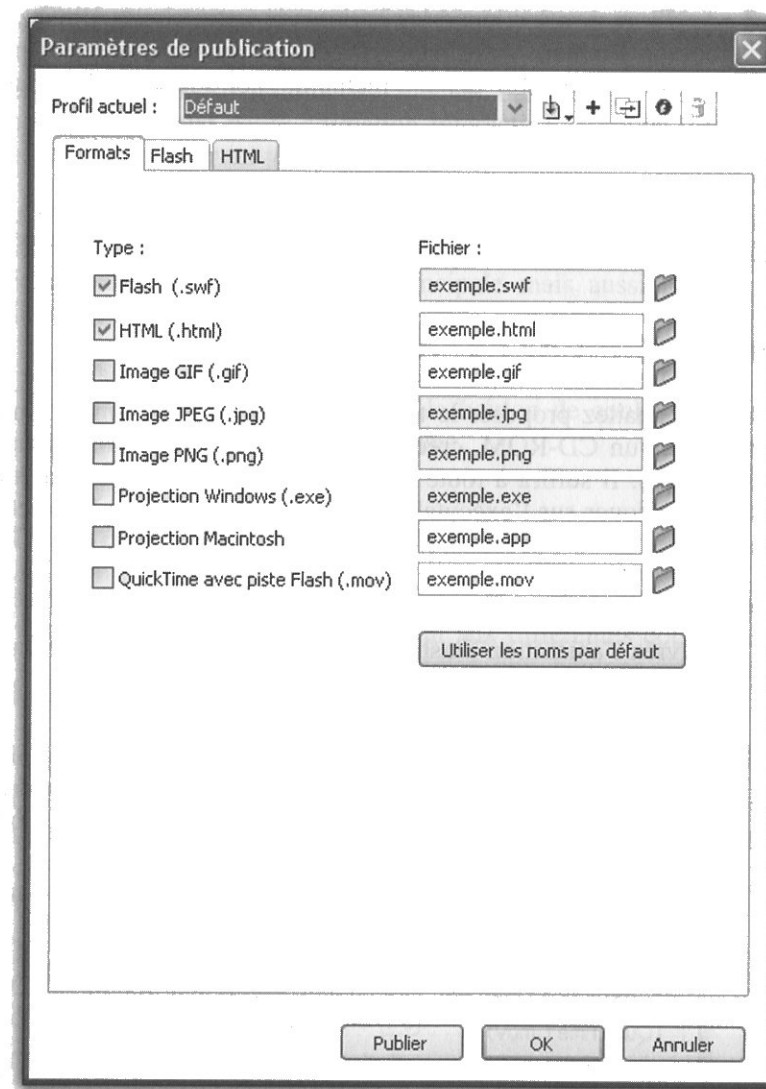 Paramètres de publication
Profil actuel : Défaut
Formats Flash HTML
Type : Fichier :
Flash (.swf) exemple.swf
HTML (.html) exemple.html
Image GIF (.gif) exemple.gif
Image JPEG (.jpg) exemple.jpg
Image PNG (.png) exemple.png
Projection Windows (.exe) exemple.exe
Projection Macintosh exemple.app
QuickTime avec piste Flash (.mov) exemple.mov
Utiliser les noms par défaut
Publier OK Annuler